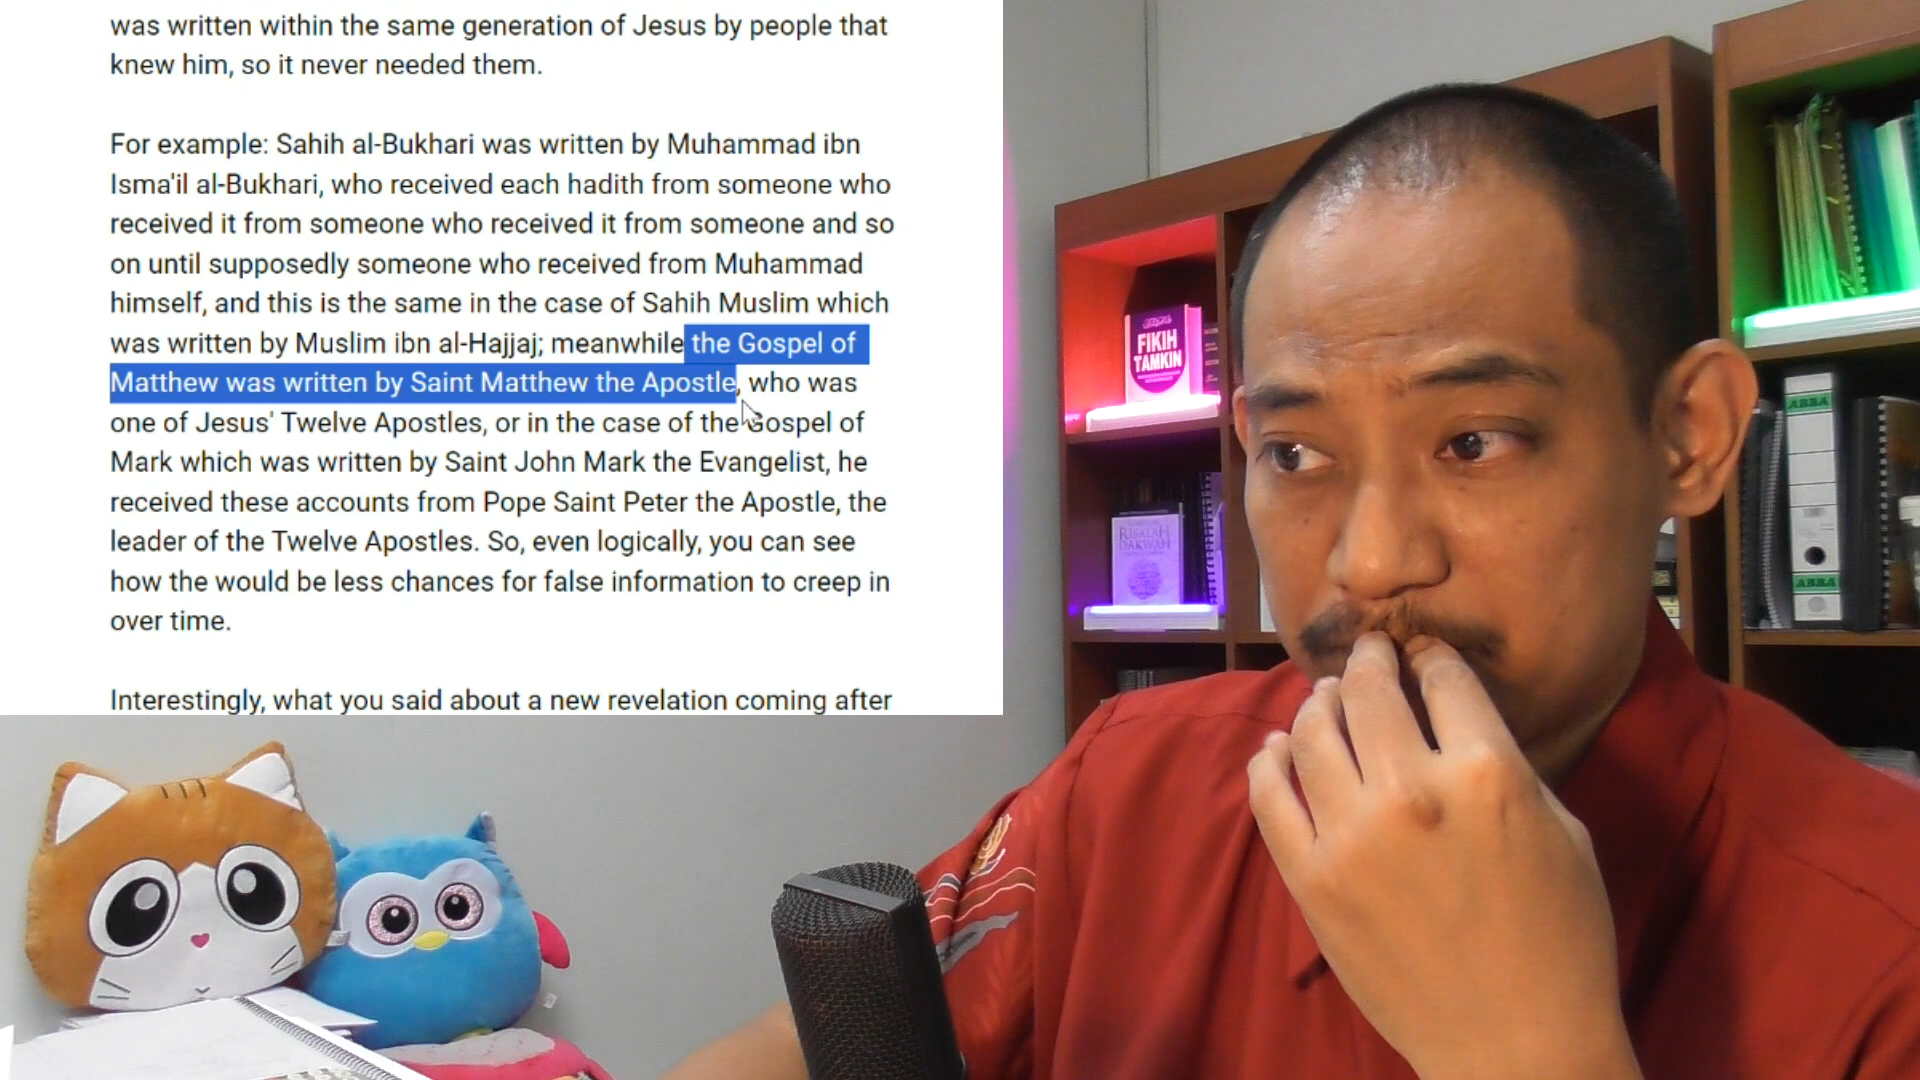 was written within the same generation of Jesus by people that
knew him, so it never needed them.
For example: Sahih al-Bukhari was written by Muhammad ibn
Isma'il al-Bukhari, who received each hadith from someone who
received it from someone who received it from someone and so
on until supposedly someone who received from Muhammad
himself, and this is the same in the case of Sahih Muslim which
was written by Muslim ibn al-Hajjaj; meanwhile the Gospel of
Matthew was written by Saint Matthew the Apostle, who was
one of Jesus' Twelve Apostles, or in the case of the Gospel of
Mark which was written by Saint John Mark the Evangelist, he
received these accounts from Pope Saint Peter the Apostle, the
leader of the Twelve Apostles. So, even logically, you can see
how the would be less chances for false information to creep in
over time.
Interestingly, what you said about a new revelation coming after
FIKIH
TAMKIN
RISALAH
DAKWAH
ABBA
ABBA